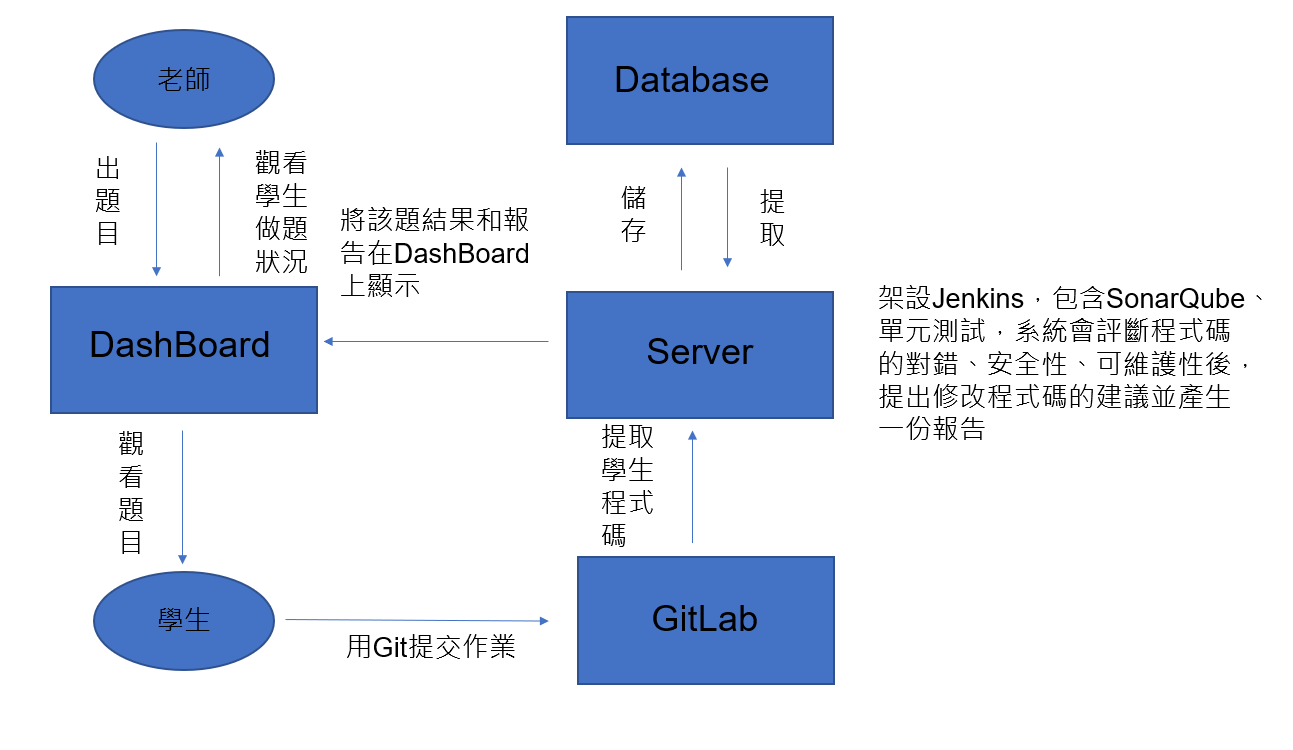 老師
Database
出
題
目
觀看
學生
做題
狀況
將該題結果和報
告在DashBoard
上顯示
儲
存
提
取
DashBoard
Server
架設Jenkins，包含SonarQube、
單元測試，系統會評斷程式碼
的對錯、安全性、可維護性後，
提出修改程式碼的建議並產生
一份報告
觀
看
題
目
提取
學生
程式
碼
學生
用Git提交作業
GitLab